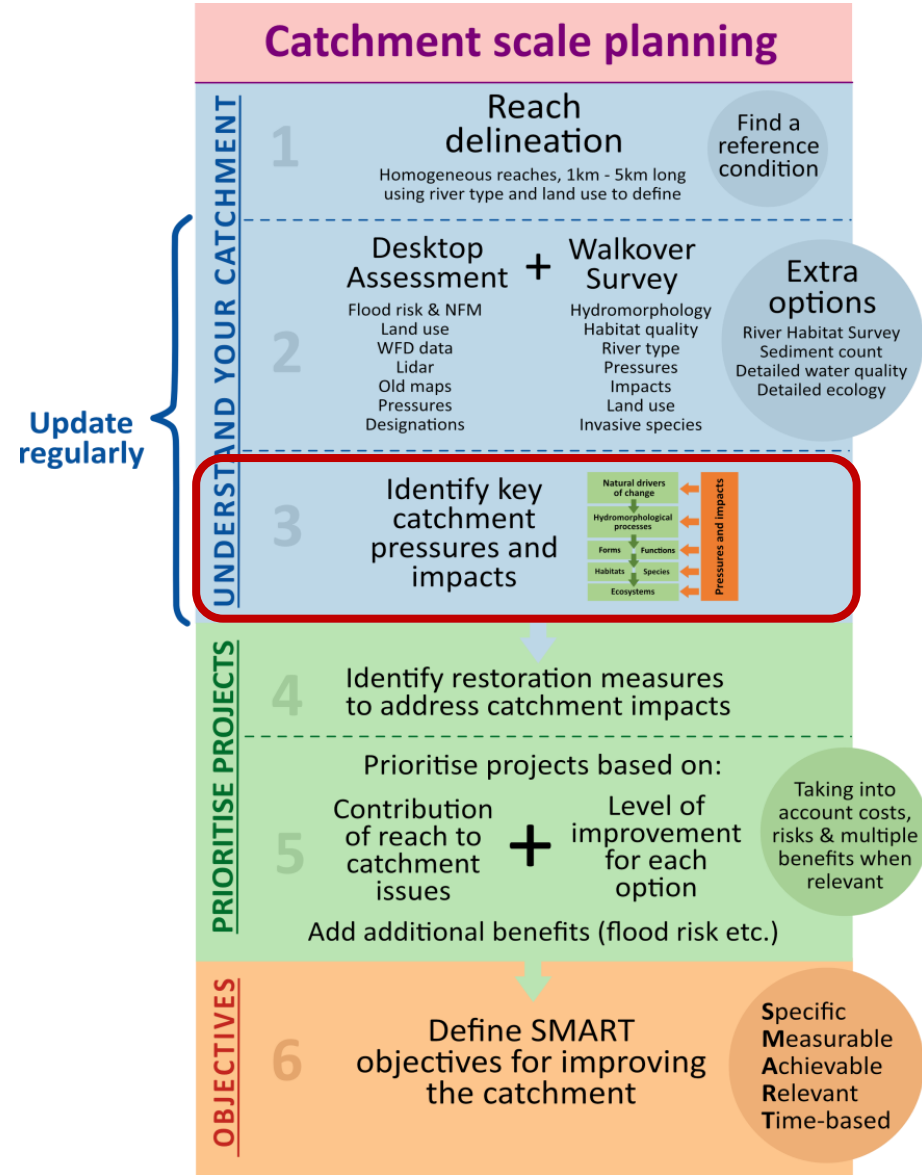 Catchment scale planning
UNDERSTAND YOUR CATCHMENT
1
Reach
delineation
Homogeneous reaches, 1km - 5km long
using river type and land use to define
Find a
reference
condition
Update
regularly
2
Desktop
Assessment
Flood risk & NFM
Land use
WFD data
Lidar
Old maps
Pressures
Designations
+
Walkover
Survey
Hydromorphology
Habitat quality
River type
Pressures
Impacts
Land use
Invasive species
Extra
options
River Habitat Survey
Sediment count
Detailed water quality
Detailed ecology
3
Identify key
catchment
pressures and
impacts
Natural drivers
of change
Hydromorphological
processes
Forms Functions
Habitats Species
Ecosystems
Pressures and impacts
PRIORITISE PROJECTS
4
Identify restoration measures
to address catchment impacts
5
Prioritise projects based on:
Contribution
of reach to
catchment
issues
+
Level of
improvement
for each
option
Add additional benefits (flood risk etc.)
Taking into
account costs,
risks & multiple
benefits when
relevant
OBJECTIVES
6
Define SMART
objectives for improving
the catchment
Specific
Measurable
Achievable
Relevant
Time-based